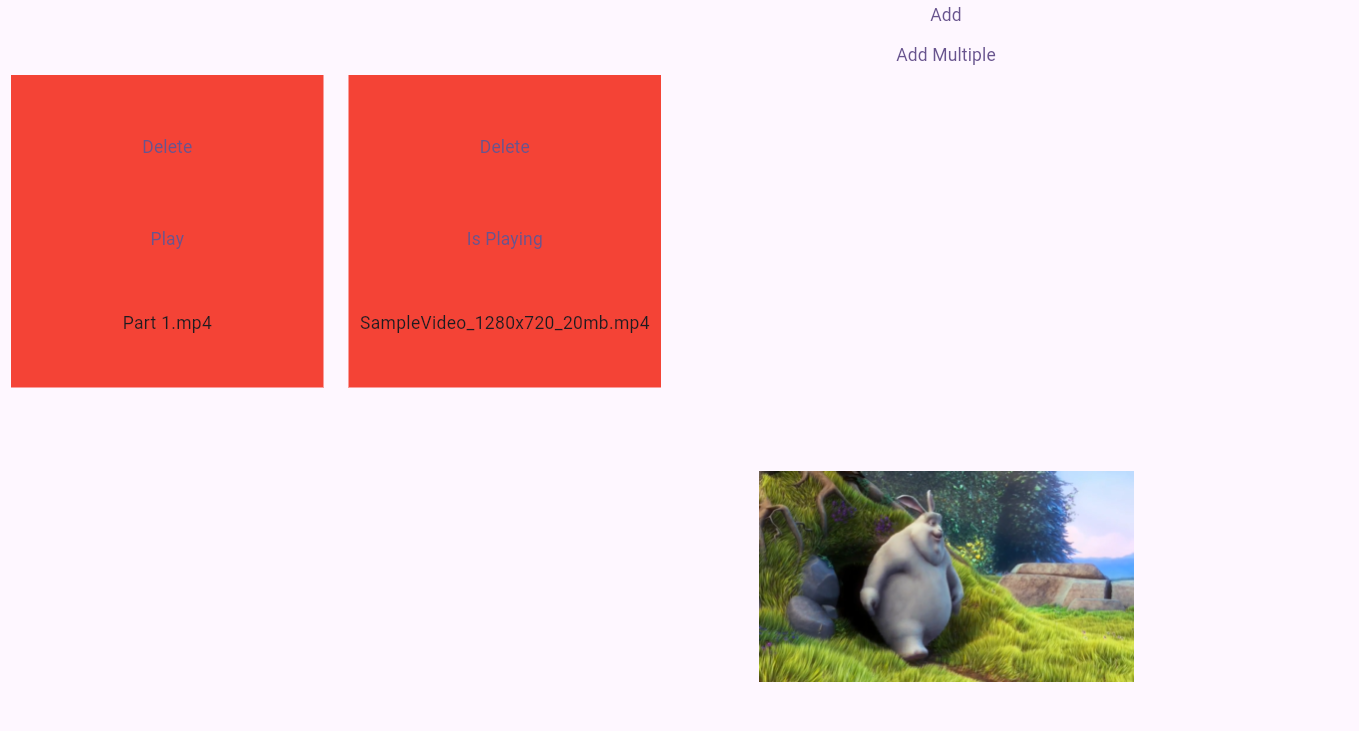 Add
Add Multiple
Delete
Play
Part 1.mp4
Delete
Is Playing
SampleVideo_1280x720_20mb.mp4